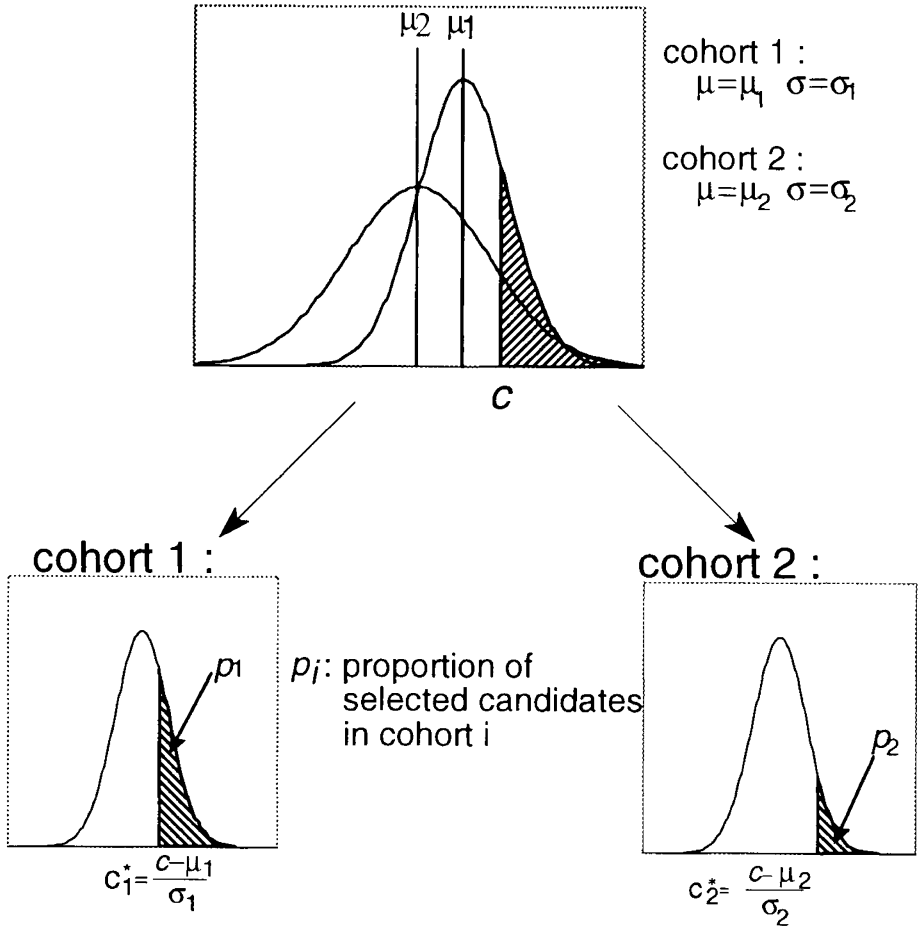 μ2 μ1
cohort 1 :
μ=μ1 σ=σ1
cohort 2 :
μ=μ2 σ=σ2
c
cohort 1 :
cohort 2 :
p1
pi: proportion of
selected candidates
in cohort i
p2
c1*= c−μ1
σ1
c2*= c-μ2
σ2